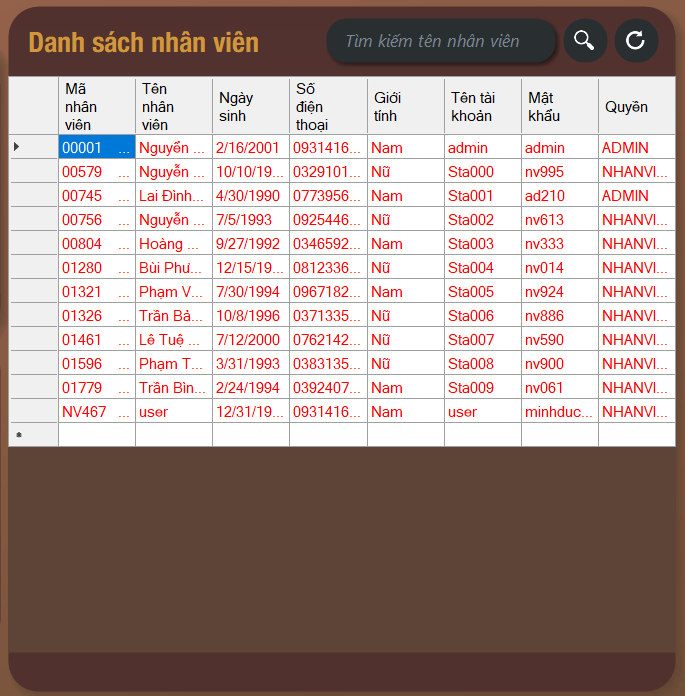 Danh sách nhân viên
Tìm kiếm tên nhân viên
Mã nhân viên Tên nhân viên Ngày sinh Số điện thoại Giới tính Tên tài khoản Mật khẩu Quyền
00001 ... Nguyễn ... 2/16/2001 0931416... Nam admin admin ADMIN
00579 ... Nguyễn ... 10/10/19... 0329101... Nữ Sta000 nv995 NHANVI...
00745 ... Lai Đình... 4/30/1990 0773956... Nam Sta001 ad210 ADMIN
00756 ... Nguyễn ... 7/5/1993 0925446... Nữ Sta002 nv613 NHANVI...
00804 ... Hoàng ... 9/27/1992 0346592... Nam Sta003 nv333 NHANVI...
01280 ... Bùi Phư... 12/15/19... 0812336... Nữ Sta004 nv014 NHANVI...
01321 ... Phạm V... 7/30/1994 0967182... Nam Sta005 nv924 NHANVI...
01326 ... Trần Bả... 10/8/1996 0371335... Nữ Sta006 nv886 NHANVI...
01461 ... Lê Tuệ ... 7/12/2000 0762142... Nữ Sta007 nv590 NHANVI...
01596 ... Phạm T... 3/31/1993 0383135... Nữ Sta008 nv900 NHANVI...
01779 ... Trần Bìn... 2/24/1994 0392407... Nam Sta009 nv061 NHANVI...
NV467 ... user 12/31/19... 0931416... Nam user minhduc... NHANVI...